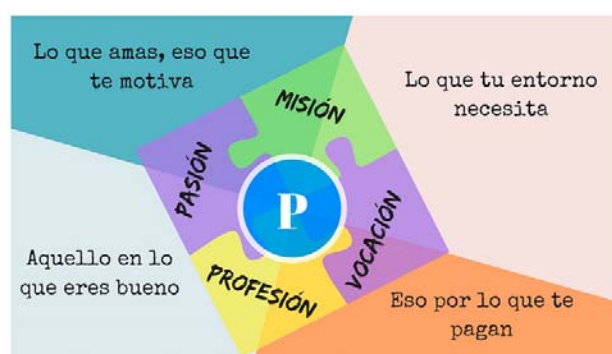 Lo que amas, eso que
te motiva
Lo que tu entorno
necesita
MISIÓN
PASIÓN
P
VOCACIÓN
PROFESIÓN
Aquello en lo
que eres bueno
Eso por lo que te
pagan